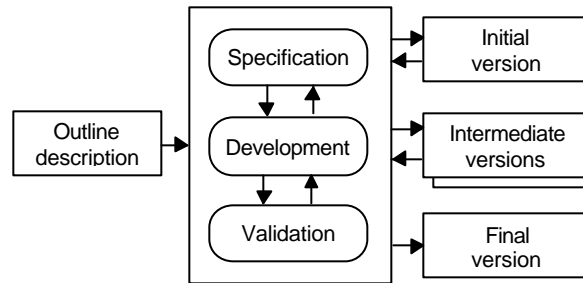 Specification
Initial
version
Outline
description
Development
Intermediate
versions
Validation
Final
version